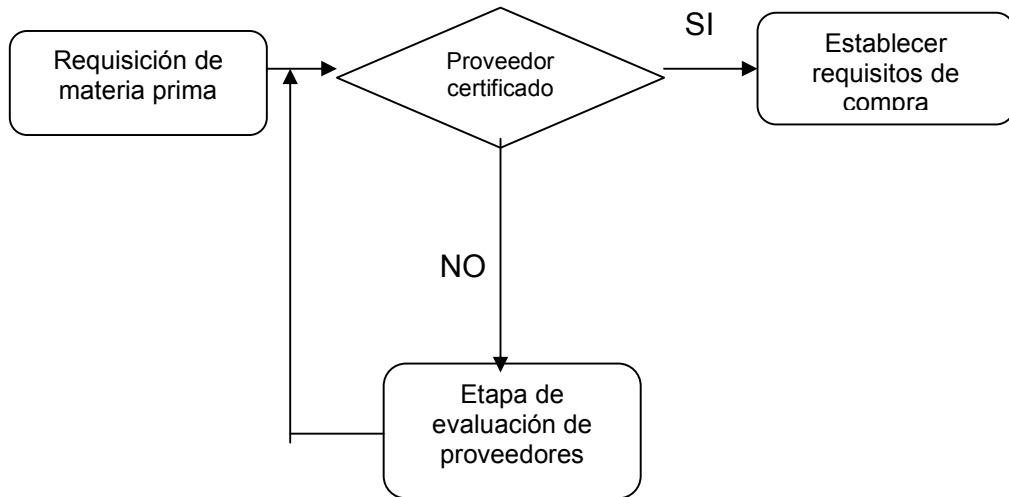 Requisición de
materia prima
Proveedor
certificado
SI
Establecer
requisitos de
compra
NO
Etapa de
evaluación de
proveedores